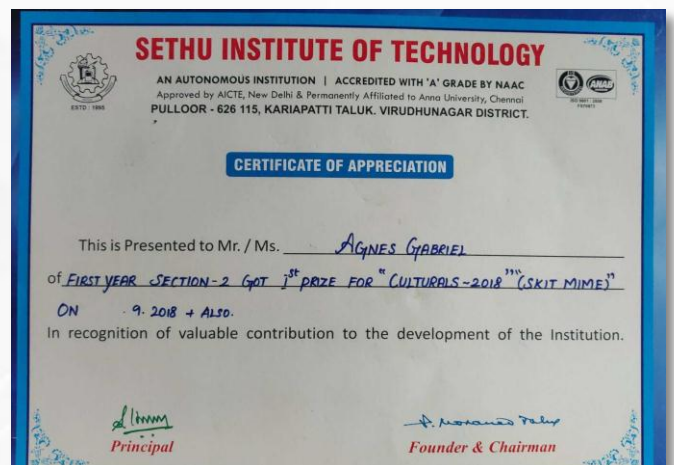 SETHU INSTITUTE OF TECHNOLOGY
AN AUTONOMOUS INSTITUTION | ACCREDITED WITH 'A' GRADE BY NAAC
Approved by AICTE, New Delhi & Permanently Affiliated to Anna University, Chennai
PULLOOR - 626 115, KARIAPATTI TALUK. VIRUDHUNAGAR DISTRICT.
ESTD : 1995
ANAB
CERTIFICATE OF APPRECIATION
This is Presented to Mr. / Ms. AGNES GABRIEL
of FIRST YEAR SECTION-2 GOT 1st PRIZE FOR "CULTURALS-2018" "(SKIT MIME)"
ON . 9. 2018 + ALSO.
In recognition of valuable contribution to the development of the Institution.
Principal
Founder & Chairman